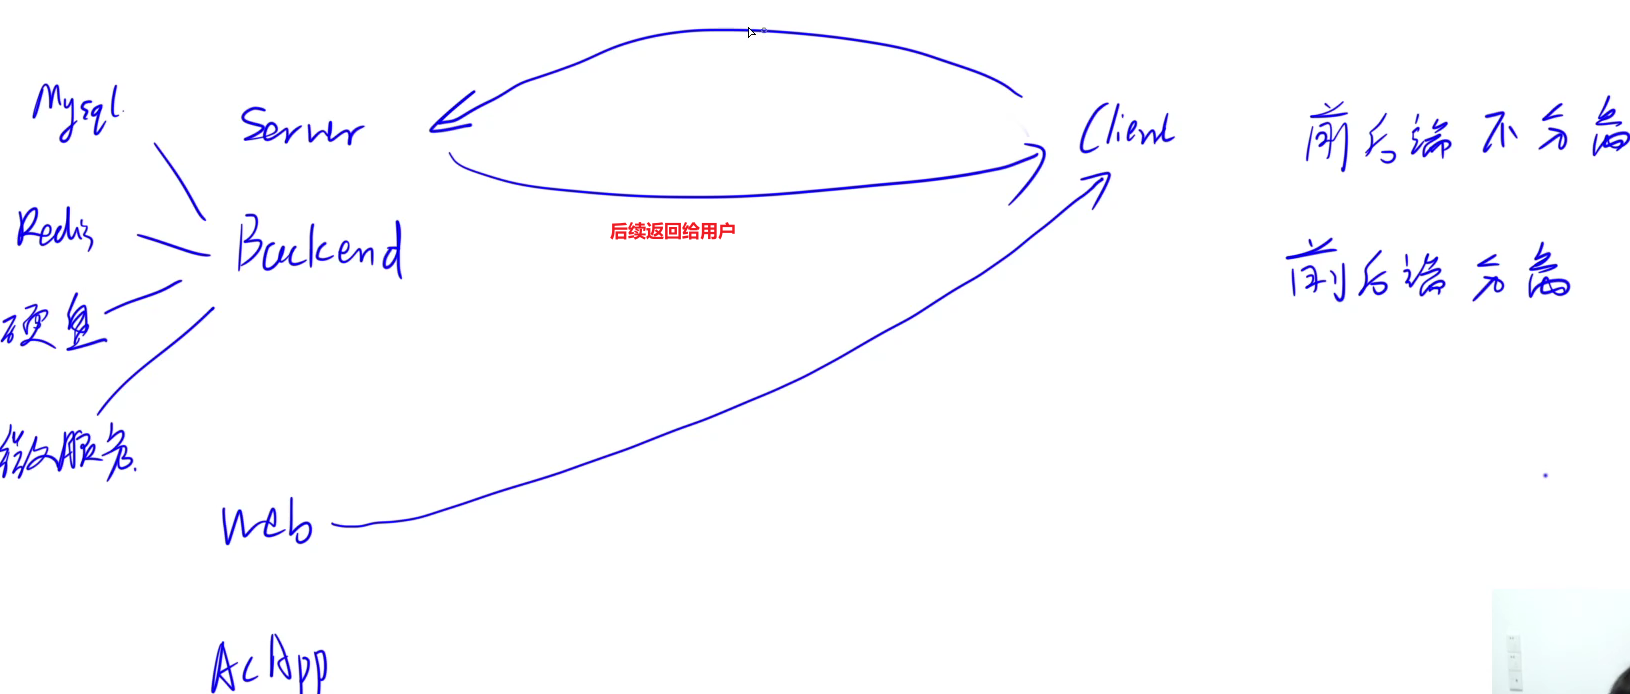 Mysql
Server
Client
前后端不分离
Redis
后续返回给用户
Backend
前后端分离
硬盘
微服务
Web
AcApp